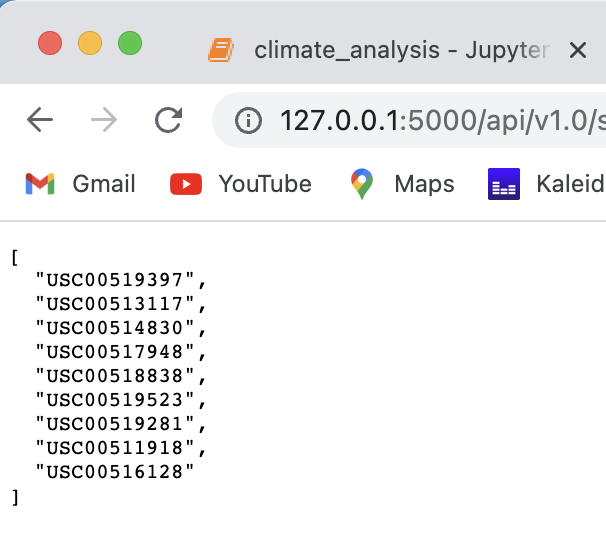 climate_analysis - Jupyter
127.0.0.1:5000/api/v1.0/s
Gmail YouTube Maps Kaleid
[
"USC00519397",
"USC00513117",
"USC00514830",
"USC00517948",
"USC00518838",
"USC00519523",
"USC00519281",
"USC00511918",
"USC00516128"
]